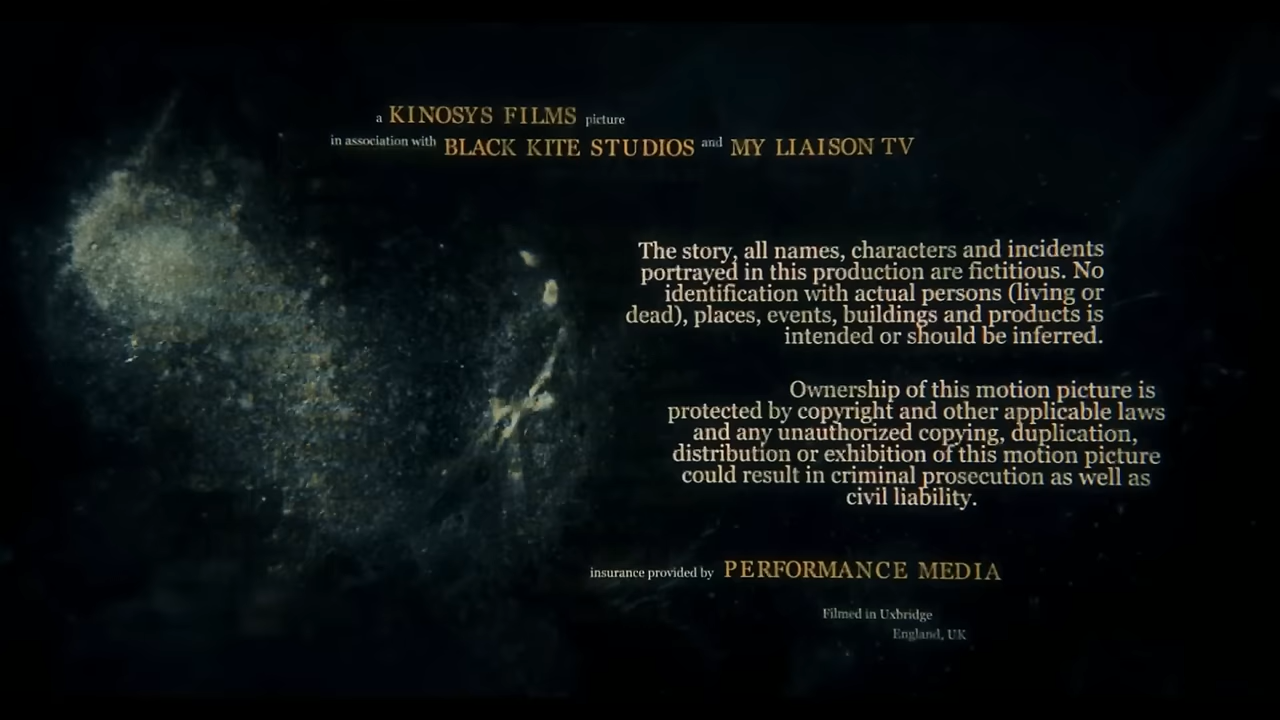 a KINOSYS FILMS picture
in association with BLACK KITE STUDIOS and MY LIAISON TV
The story, all names, characters and incidents
portrayed in this production are fictitious. No
identification with actual persons (living or
dead), places, events, buildings and products is
intended or should be inferred.
Ownership of this motion picture is
protected by copyright and other applicable laws
and any unauthorized copying, duplication,
distribution or exhibition of this motion picture
could result in criminal prosecution as well as
civil liability.
insurance provided by PERFORMANCE MEDIA
Filmed in Uxbridge
England, UK